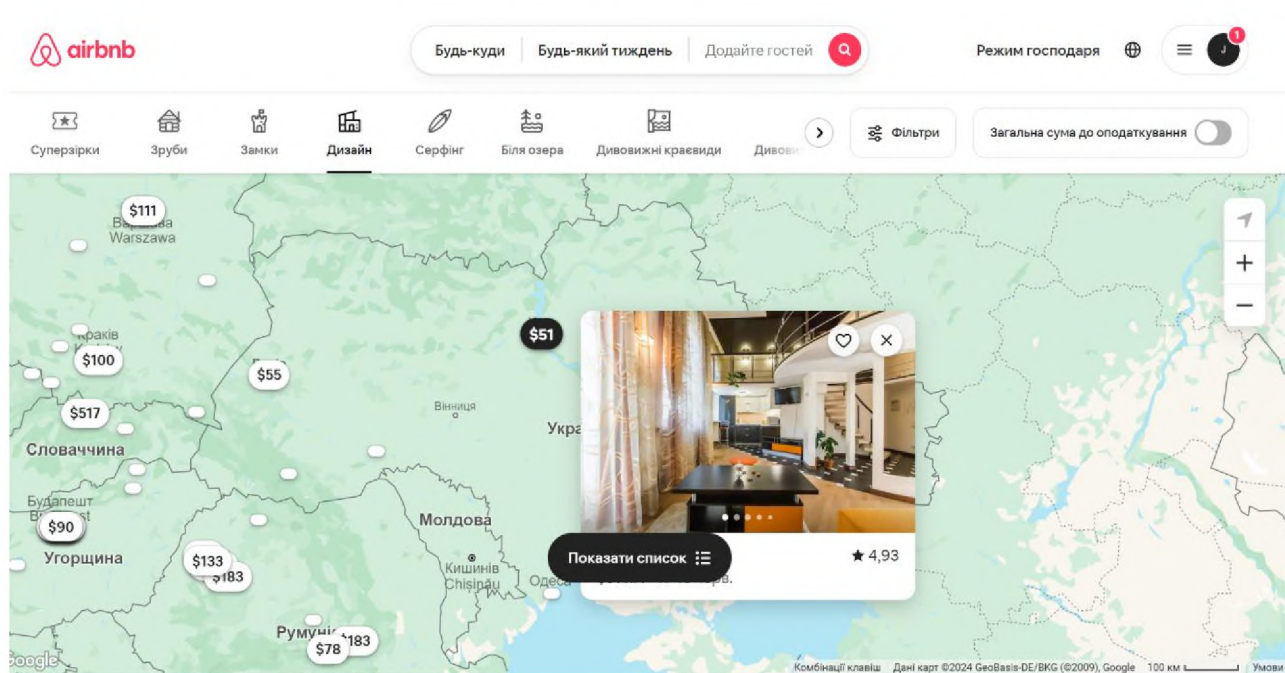 airbnb
Будь-куди
Будь-який тиждень
Додайте гостей
Режим господаря
1
J
Суперзірки
Зруби
Замки
Дизайн
Серфінг
Біля озера
Дивовижні краєвиди
Фільтри
Загальна сума до оподаткування
$111
Warszawa
$51
$100
$55
Вінниця
$517
Словаччина
Будапешт
$90
Угорщина
Молдова
Показати список
4,93
$133
$183
Кишинів
Chișinău
Одеса
183
$78
Google
Комбінації клавіш
Дані карт ©2024 GeoBasis-DE/BKG (©2009), Google
100 км
Умови